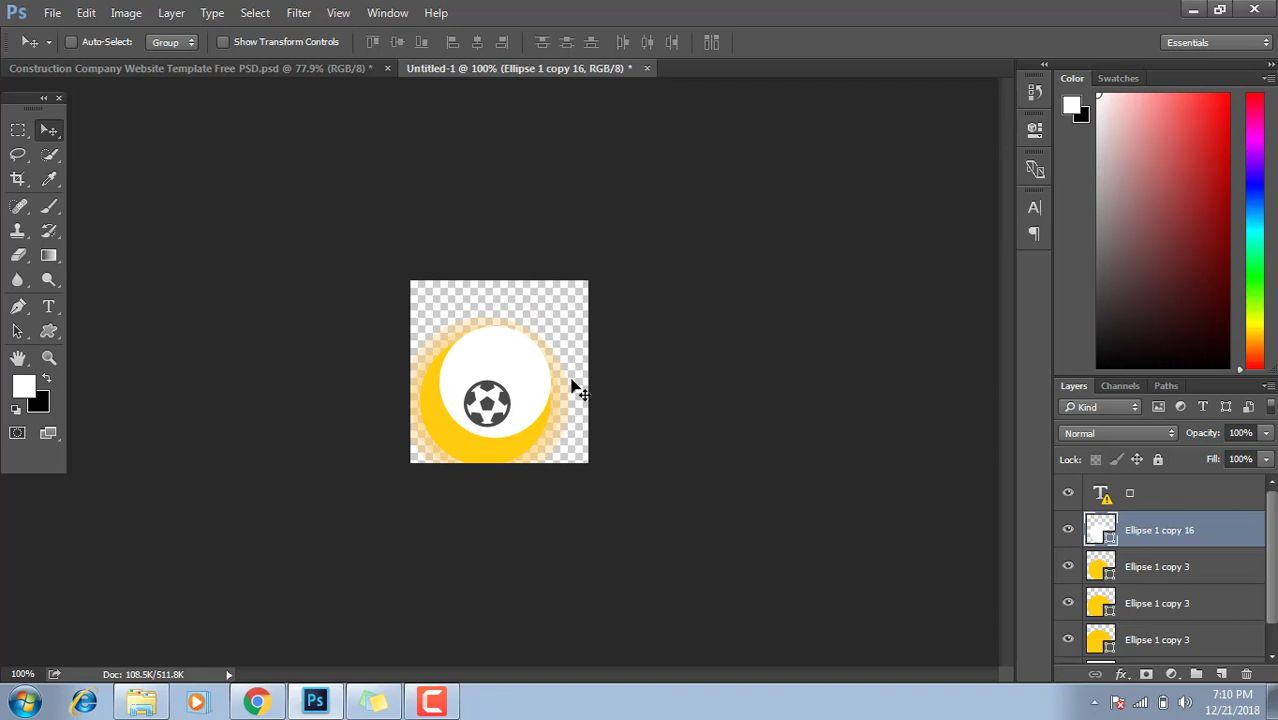 Ps File Edit Image Layer Type Select Filter View Window Help
Auto-Select: Group Show Transform Controls Essentials
Construction Company Website Template Free PSD.psd @ 77.9% (RGB/8) * × Untitled-1 @ 100% (Ellipse 1 copy 16, RGB/8) * ×
Color Swatches
Layers Channels Paths
Kind
Normal Opacity: 100%
Lock: Fill: 100%
Ellipse 1 copy 16
Ellipse 1 copy 3
Ellipse 1 copy 3
Ellipse 1 copy 3
100% Doc: 108.5K/511.8K
Ps
7:10 PM
12/21/2018